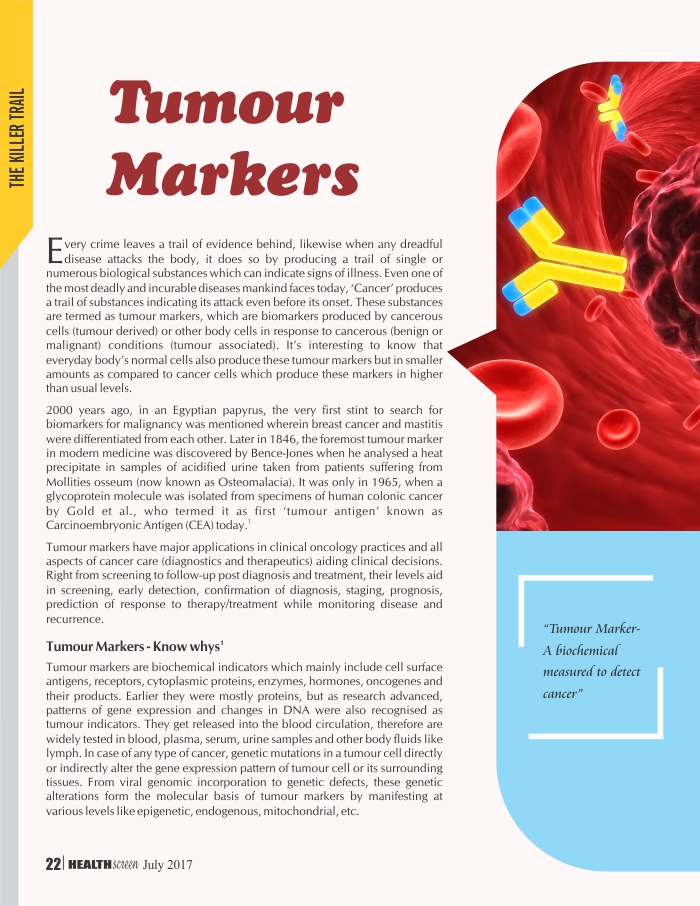 THE KILLER TRAIL
Tumour
Markers
Every crime leaves a trail of evidence behind, likewise when any dreadful
disease attacks the body, it does so by producing a trail of single or
numerous biological substances which can indicate signs of illness. Even one of
the most deadly and incurable diseases mankind faces today, ‘Cancer’ produces
a trail of substances indicating its attack even before its onset. These substances
are termed as tumour markers, which are biomarkers produced by cancerous
cells (tumour derived) or other body cells in response to cancerous (benign or
malignant) conditions (tumour associated). It’s interesting to know that
everyday body’s normal cells also produce these tumour markers but in smaller
amounts as compared to cancer cells which produce these markers in higher
than usual levels.
2000 years ago, in an Egyptian papyrus, the very first stint to search for
biomarkers for malignancy was mentioned wherein breast cancer and mastitis
were differentiated from each other. Later in 1846, the foremost tumour marker
in modern medicine was discovered by Bence-Jones when he analysed a heat
precipitate in samples of acidified urine taken from patients suffering from
Mollities osseum (now known as Osteomalacia). It was only in 1965, when a
glycoprotein molecule was isolated from specimens of human colonic cancer
by Gold et al., who termed it as first ‘tumour antigen’ known as
Carcinoembryonic Antigen (CEA) today.¹
Tumour markers have major applications in clinical oncology practices and all
aspects of cancer care (diagnostics and therapeutics) aiding clinical decisions.
Right from screening to follow-up post diagnosis and treatment, their levels aid
in screening, early detection, confirmation of diagnosis, staging, prognosis,
prediction of response to therapy/treatment while monitoring disease and
recurrence.
Tumour Markers - Know whys¹
Tumour markers are biochemical indicators which mainly include cell surface
antigens, receptors, cytoplasmic proteins, enzymes, hormones, oncogenes and
their products. Earlier they were mostly proteins, but as research advanced,
patterns of gene expression and changes in DNA were also recognised as
tumour indicators. They get released into the blood circulation, therefore are
widely tested in blood, plasma, serum, urine samples and other body fluids like
lymph. In case of any type of cancer, genetic mutations in a tumour cell directly
or indirectly alter the gene expression pattern of tumour cell or its surrounding
tissues. From viral genomic incorporation to genetic defects, these genetic
alterations form the molecular basis of tumour markers by manifesting at
various levels like epigenetic, endogenous, mitochondrial, etc.
“Tumour Marker-
A biochemical
measured to detect
cancer”
22 | HEALTHscreen July 2017